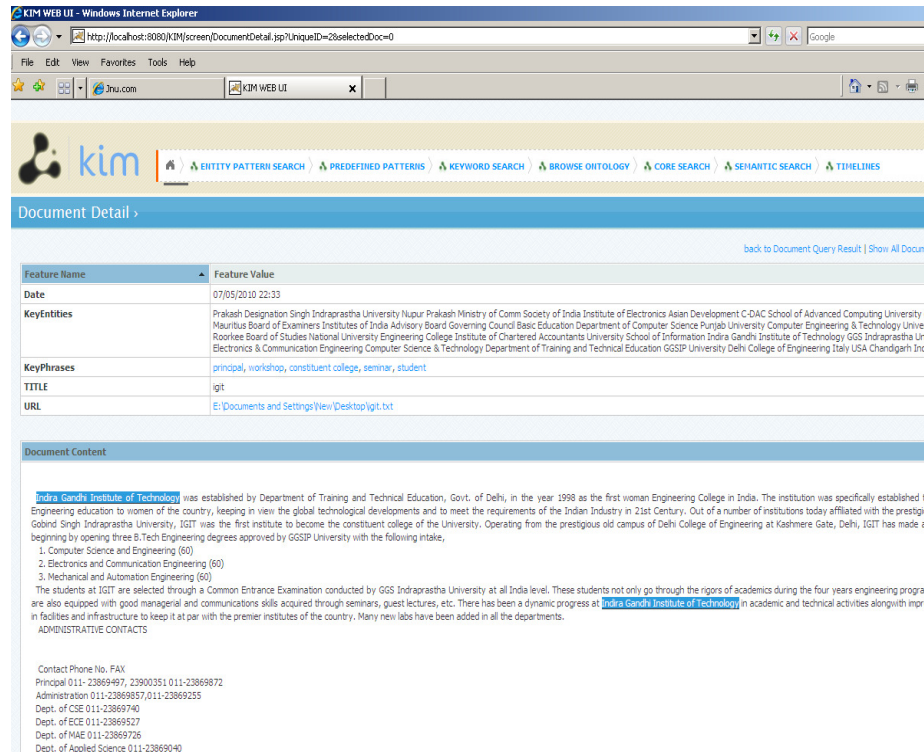 KIM WEB UI - Windows Internet Explorer
http://localhost:8080/KIM/screen/DocumentDetail.jsp?UniqueID=2&selectedDoc=0
Google
File Edit View Favorites Tools Help
Jnu.com KIM WEB UI
kim
ENTITY PATTERN SEARCH PREDEFINED PATTERNS KEYWORD SEARCH BROWSE ONTOLOGY CORE SEARCH SEMANTIC SEARCH TIMELINES
Document Detail ›
back to Document Query Result | Show All Docum
Feature Name Feature Value
Date 07/05/2010 22:33
KeyEntities Prakash Designation Singh Indraprastha University Nupur Prakash Ministry of Comm Society of India Institute of Electronics Asian Development C-DAC School of Advanced Computing University
Mauritius Board of Examiners Institutes of India Advisory Board Governing Council Basic Education Department of Computer Science Punjab University Computer Engineering & Technology Unive
Roorkee Board of Studies National University Engineering College Institute of Chartered Accountants University School of Information Indira Gandhi Institute of Technology GGS Indraprastha Un
Electronics & Communication Engineering Computer Science & Technology Department of Training and Technical Education GGSIP University Delhi College of Engineering Italy USA Chandigarh Inc
KeyPhrases principal, workshop, constituent college, seminar, student
TITLE igit
URL E:\Documents and Settings\New\Desktop\igit.txt
Document Content
Indira Gandhi Institute of Technology was established by Department of Training and Technical Education, Govt. of Delhi, in the year 1998 as the first woman Engineering College in India. The institution was specifically established t
Engineering education to women of the country, keeping in view the global technological developments and to meet the requirements of the Indian Industry in 21st Century. Out of a number of institutions today affiliated with the prestigi
Gobind Singh Indraprastha University, IGIT was the first institute to become the constituent college of the University. Operating from the prestigious old campus of Delhi College of Engineering at Kashmere Gate, Delhi, IGIT has made a
beginning by opening three B.Tech Engineering degrees approved by GGSIP University with the following intake,
1. Computer Science and Engineering (60)
2. Electronics and Communication Engineering (60)
3. Mechanical and Automation Engineering (60)
The students at IGIT are selected through a Common Entrance Examination conducted by GGS Indraprastha University at all India level. These students not only go through the rigors of academics during the four years engineering progra
are also equipped with good managerial and communications skills acquired through seminars, guest lectures, etc. There has been a dynamic progress at Indira Gandhi Institute of Technology in academic and technical activities alongwith impr
in facilities and infrastructure to keep it at par with the premier institutes of the country. Many new labs have been added in all the departments.
ADMINISTRATIVE CONTACTS
Contact Phone No. FAX
Principal 011- 23869497, 23900351 011-23869872
Administration 011-23869857,011-23869255
Dept. of CSE 011-23869740
Dept. of ECE 011-23869527
Dept. of MAE 011-23869726
Dept. of Applied Science 011-23869040